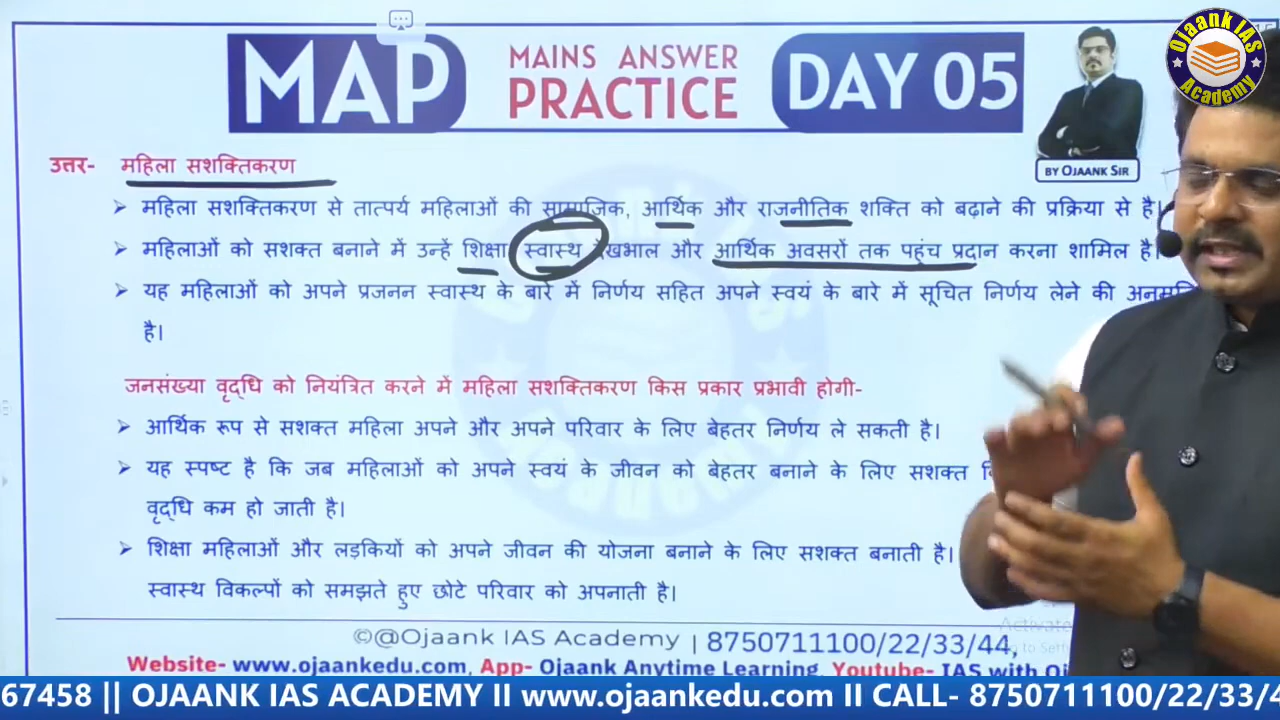 MAP
MAINS ANSWER
PRACTICE
DAY 05
Ojaank IAS
Academy
BY OJAANK SIR
उत्तर- महिला सशक्तिकरण
➤ महिला सशक्तिकरण से तात्पर्य महिलाओं की सामाजिक, आर्थिक और राजनीतिक शक्ति को बढ़ाने की प्रक्रिया से है।
➤ महिलाओं को सशक्त बनाने में उन्हें शिक्षा स्वास्थ देखभाल और आर्थिक अवसरों तक पहुंच प्रदान करना शामिल है।
➤ यह महिलाओं को अपने प्रजनन स्वास्थ के बारे में निर्णय सहित अपने स्वयं के बारे में सूचित निर्णय लेने की
है।
जनसंख्या वृद्धि को नियंत्रित करने में महिला सशक्तिकरण किस प्रकार प्रभावी होगी-
➤ आर्थिक रूप से सशक्त महिला अपने और अपने परिवार के लिए बेहतर निर्णय ले सकती है।
➤ यह स्पष्ट है कि जब महिलाओं को अपने स्वयं के जीवन को बेहतर बनाने के लिए सशक्त
वृद्धि कम हो जाती है।
➤ शिक्षा महिलाओं और लड़कियों को अपने जीवन की योजना बनाने के लिए सशक्त बनाती है।
स्वास्थ विकल्पों को समझते हुए छोटे परिवार को अपनाती है।
©@Ojaank IAS Academy | 8750711100/22/33/44,
Website- www.ojaankedu.com, App- Ojaank Anytime Learning, Youtube- IAS with
67458 || OJAANK IAS ACADEMY II www.ojaankedu.com II CALL- 8750711100/22/33/4